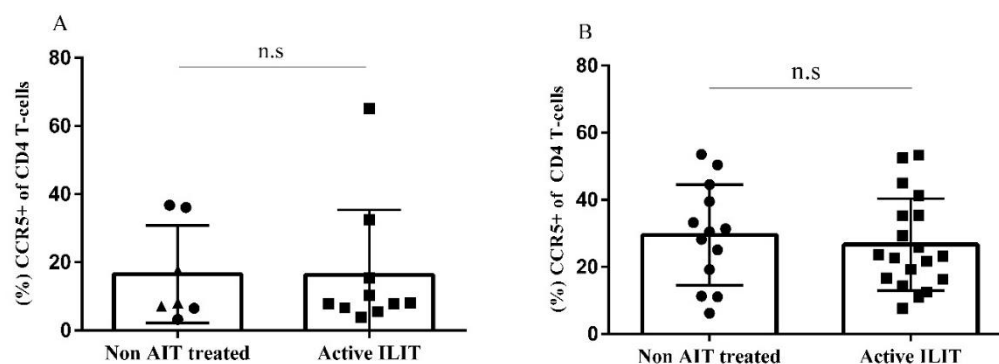 A
n.s
(%) CCR5+ of CD4 T-cells
80
60
40
20
0
Non AIT treated
Active ILIT
B
n.s
(%) CCR5+ of CD4 T-cells
80
60
40
20
0
Non AIT treated
Active ILIT